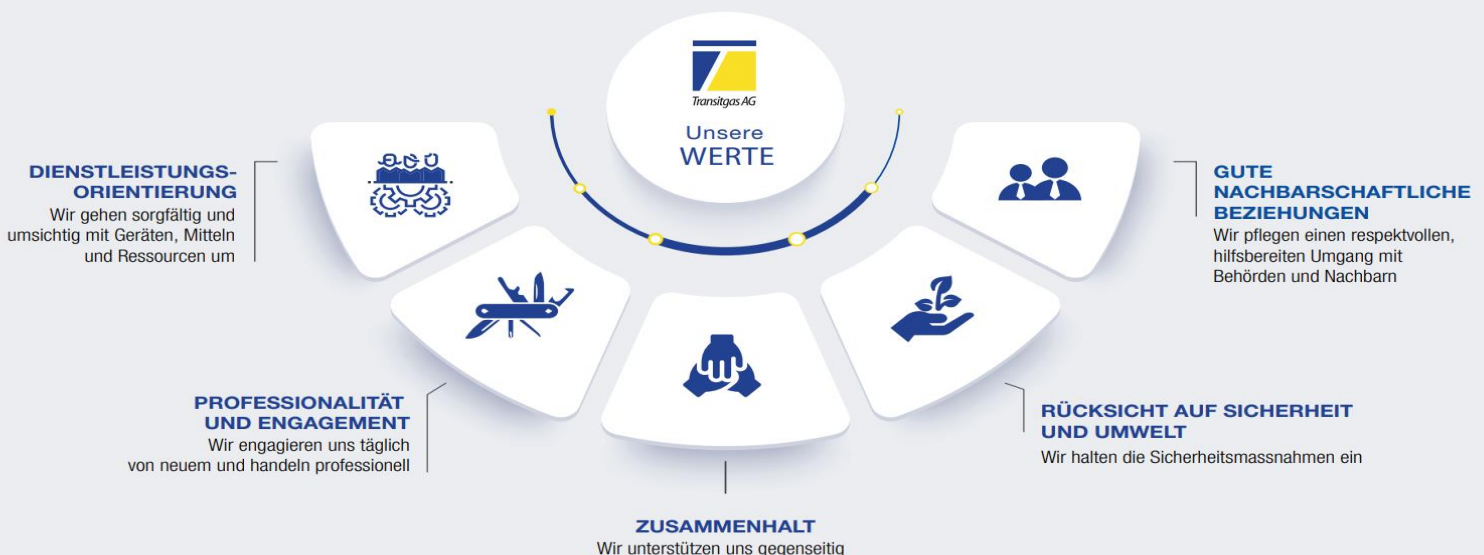 Transitgas AG
Unsere
WERTE
DIENSTLEISTUNGS-
ORIENTIERUNG
Wir gehen sorgfältig und
umsichtig mit Geräten, Mitteln
und Ressourcen um
PROFESSIONALITÄT
UND ENGAGEMENT
Wir engagieren uns täglich
von neuem und handeln professionell
ZUSAMMENHALT
Wir unterstützen uns gegenseitig
RÜCKSICHT AUF SICHERHEIT
UND UMWELT
Wir halten die Sicherheitsmassnahmen ein
GUTE
NACHBARSCHAFTLICHE
BEZIEHUNGEN
Wir pflegen einen respektvollen,
hilfsbereiten Umgang mit
Behörden und Nachbarn